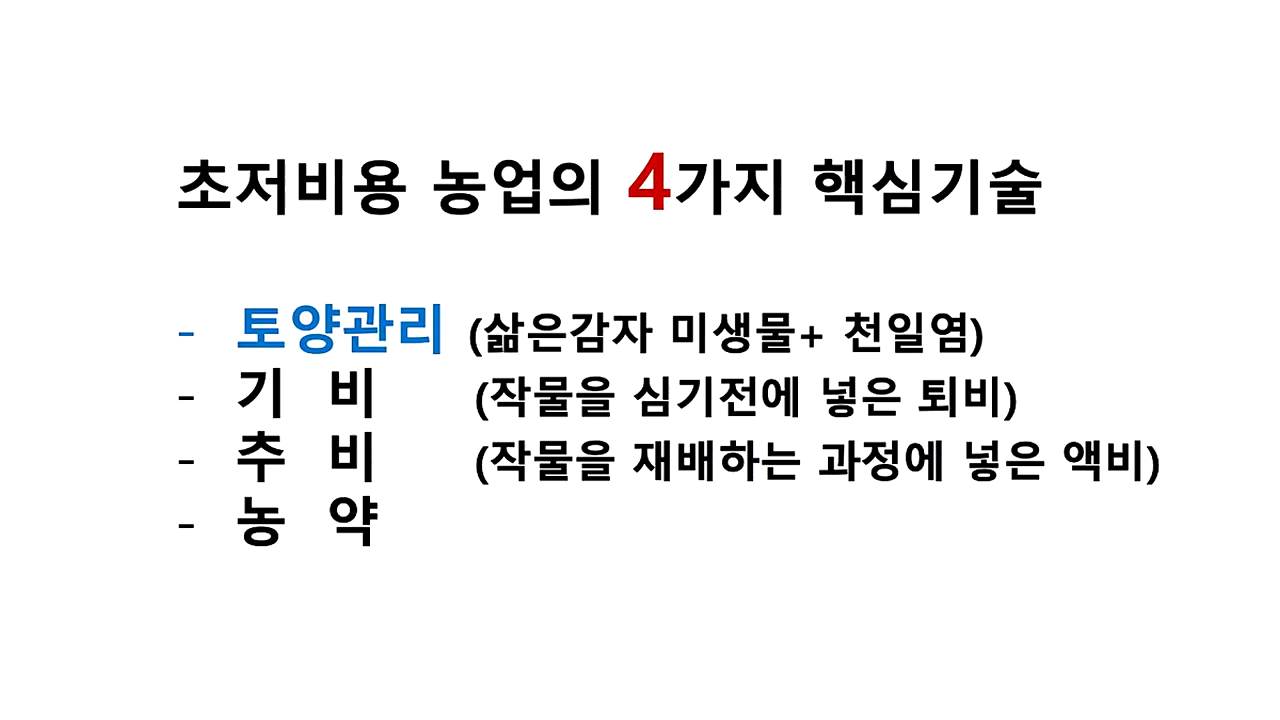 초저비용 농업의 4가지 핵심기술
- 토양관리 (삶은감자 미생물+ 천일염)
- 기 비 (작물을 심기전에 넣은 퇴비)
- 추 비 (작물을 재배하는 과정에 넣은 액비)
- 농 약